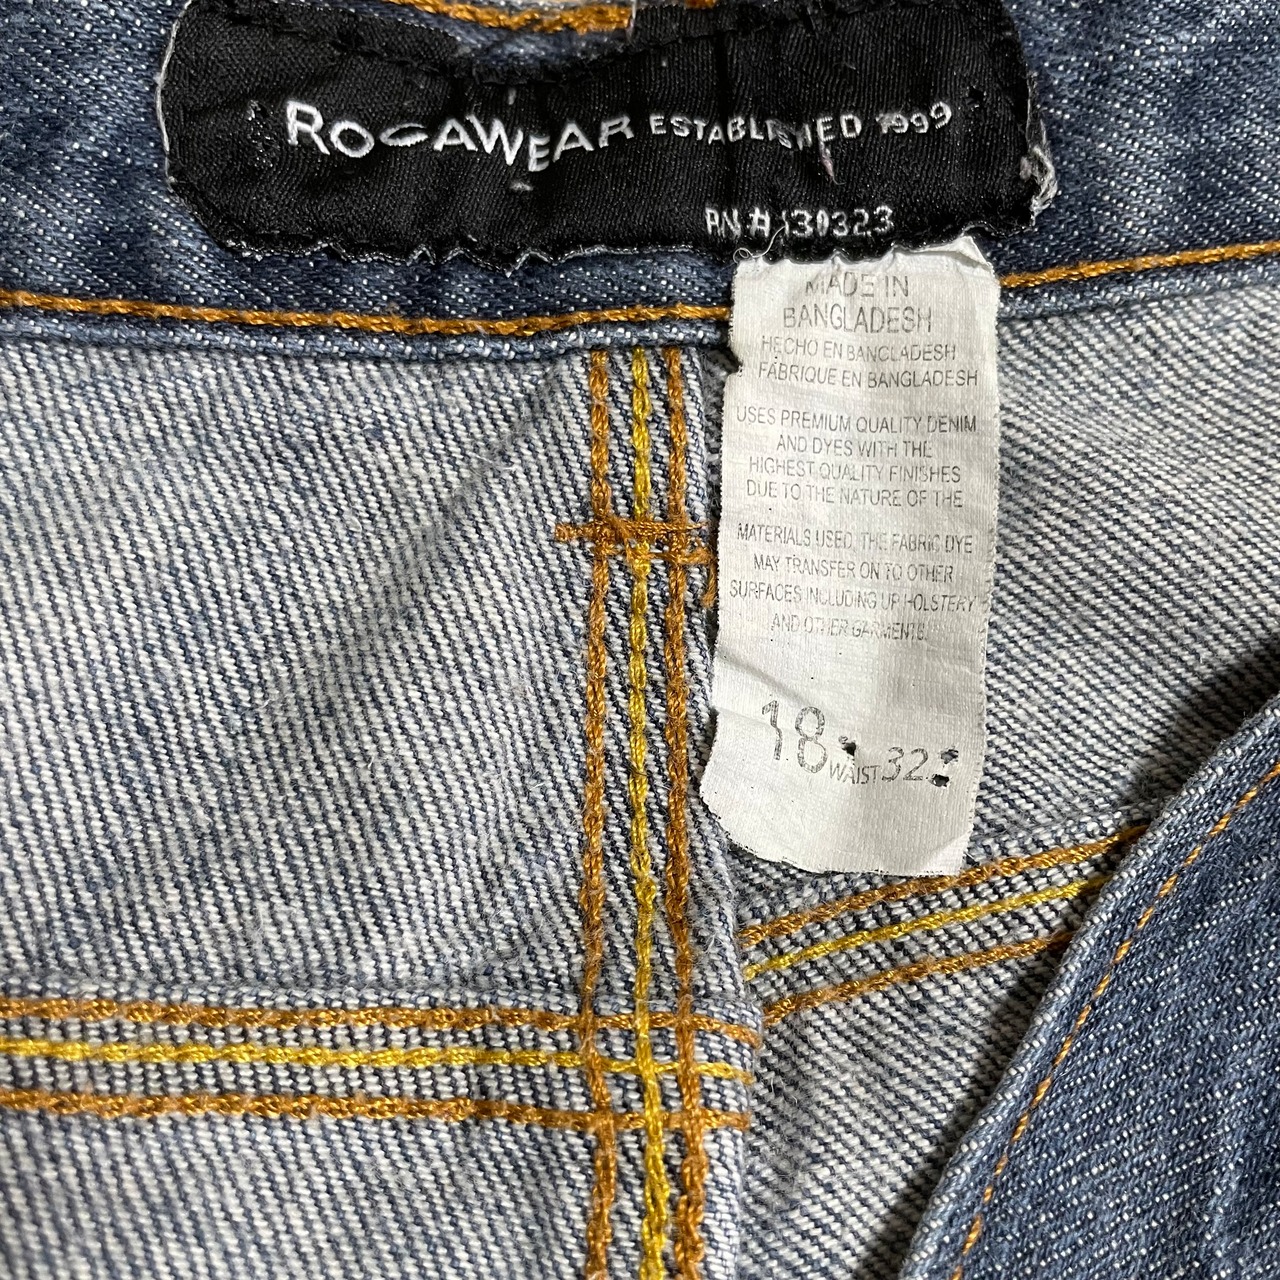 ROCAWEAR ESTABLISHED 1999
RN # 130323
MADE IN
BANGLADESH
HECHO EN BANGLADESH
FABRIQUE EN BANGLADESH
USES PREMIUM QUALITY DENIM
AND DYES WITH THE
HIGHEST QUALITY FINISHES
DUE TO THE NATURE OF THE
MATERIALS USED, THE FABRIC DYE
MAY TRANSFER ON TO OTHER
SURFACES INCLUDING UPHOLSTERY
AND OTHER GARMENTS.
18 WAIST 32